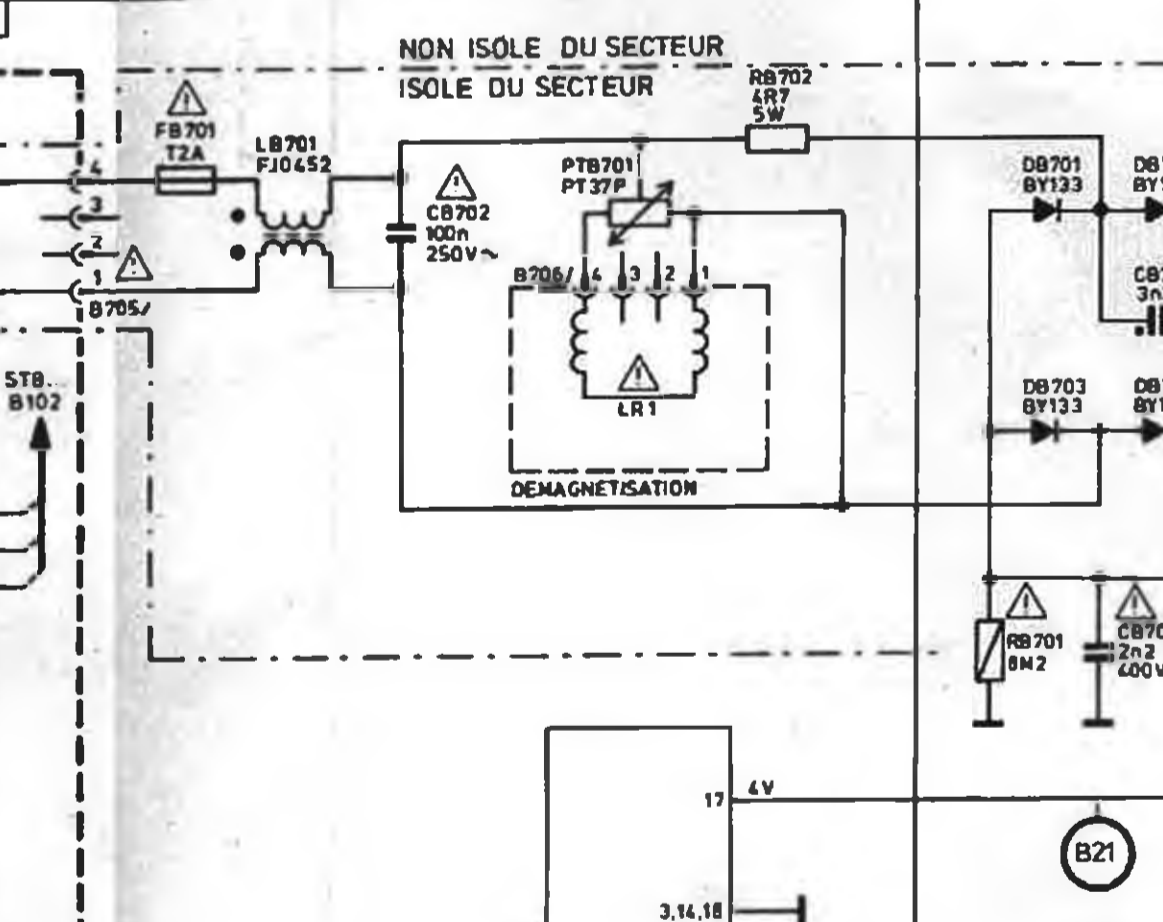 NON ISOLE DU SECTEUR
ISOLE DU SECTEUR
RB702
4R7
5W
FB701
T2A
LB701
FJ0452
PTB701
PT37P
CB702
100n
250V~
DB701
BY133
4
3
2
1
B705/
B706/
4
3
2
1
LR1
DEMAGNETISATION
STB..
B102
DB703
BY133
RB701
8M2
2n2
400V
17
4V
B21
3,14,18